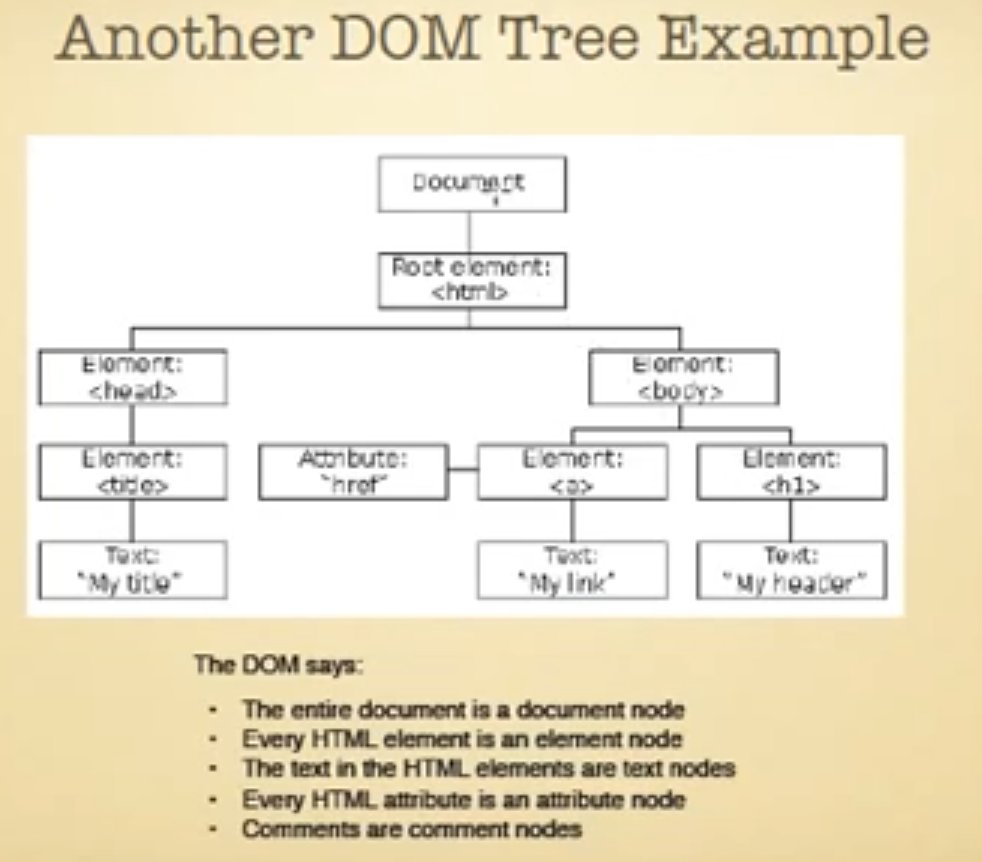 Another DOM Tree Example
Document
Root element:
<html>
Element:
<head>
Element:
<body>
Element:
<title>
Attribute:
"href"
Element:
<a>
Element:
<h1>
Text:
"My title"
Text:
"My link"
Text:
"My header"
The DOM says:
· The entire document is a document node
· Every HTML element is an element node
· The text in the HTML elements are text nodes
· Every HTML attribute is an attribute node
· Comments are comment nodes